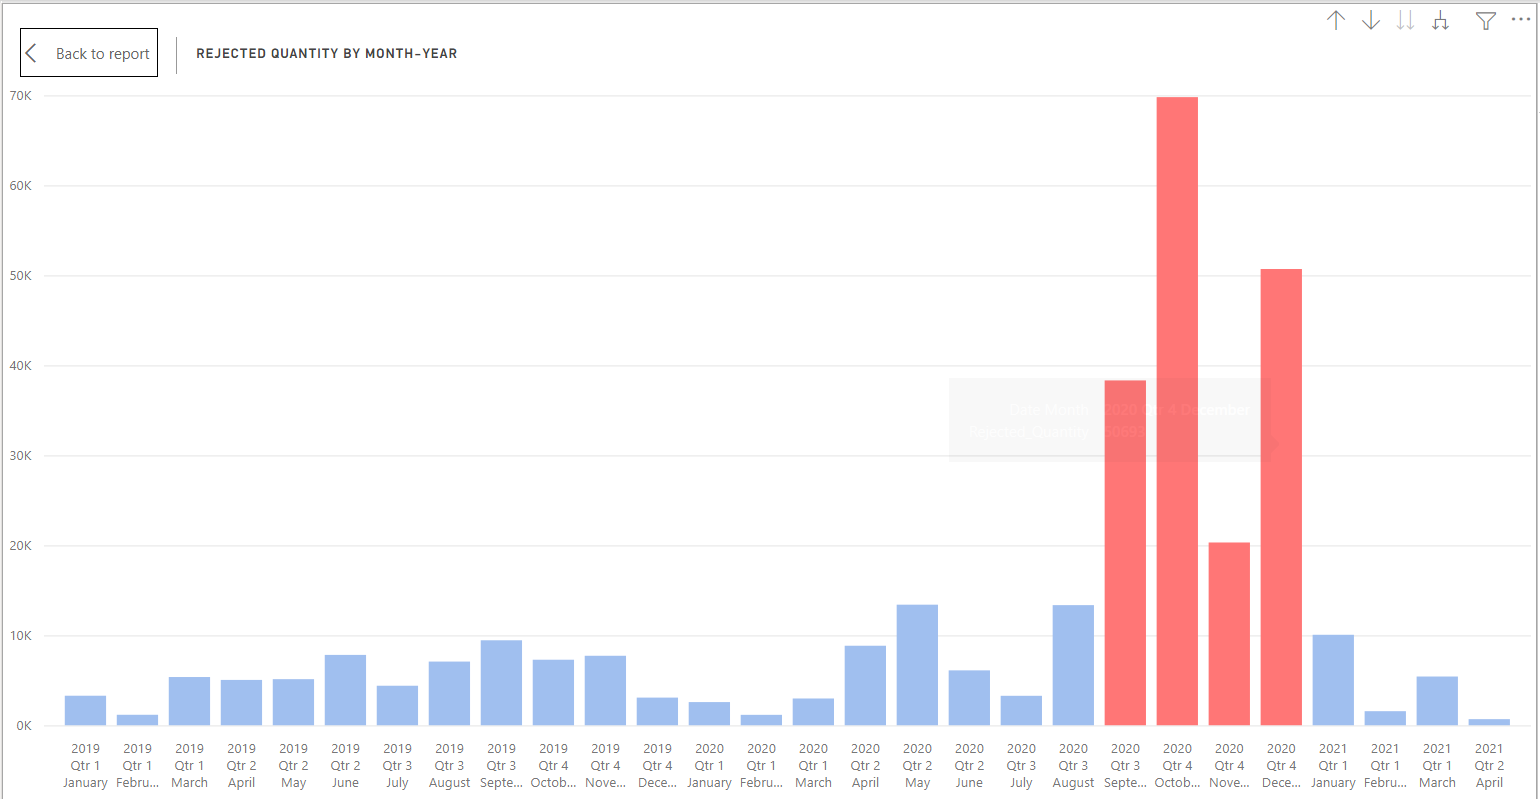 Back to report
REJECTED QUANTITY BY MONTH-YEAR
70K
60K
50K
40K
30K
20K
10K
0K
2019 2019 2019 2019 2019 2019 2019 2019 2019 2019 2019 2019 2020 2020 2020 2020 2020 2020 2020 2020 2020 2020 2020 2020 2021 2021 2021 2021
Qtr 1 Qtr 1 Qtr 1 Qtr 2 Qtr 2 Qtr 2 Qtr 3 Qtr 3 Qtr 3 Qtr 4 Qtr 4 Qtr 4 Qtr 1 Qtr 1 Qtr 1 Qtr 2 Qtr 2 Qtr 2 Qtr 3 Qtr 3 Qtr 3 Qtr 4 Qtr 4 Qtr 4 Qtr 1 Qtr 1 Qtr 1 Qtr 2
January Febru... March April May June July August Septe... Octob... Nove... Dece... January Febru... March April May June July August Septe... Octob... Nove... Dece... January Febru... March April